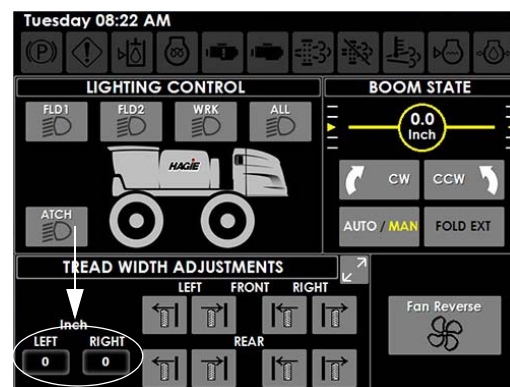 Tuesday 08:22 AM
(P)
LIGHTING CONTROL
BOOM STATE
FLD1 FLD2 WRK ALL
0.0
Inch
HAGIE
CW CCW
ATCH
AUTO / MAN FOLD EXT
TREAD WIDTH ADJUSTMENTS
LEFT FRONT RIGHT
Inch
LEFT RIGHT
REAR
0 0
Fan Reverse